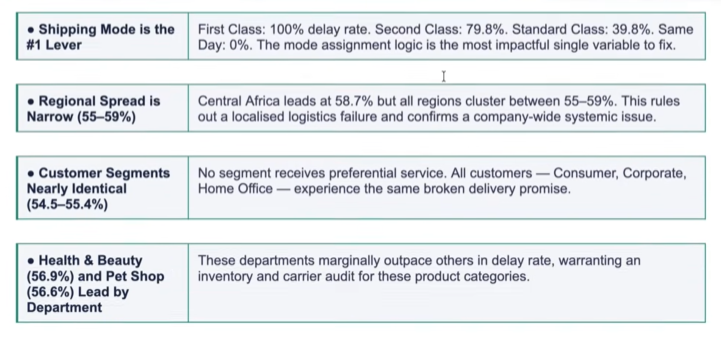 • Shipping Mode is the
#1 Lever
First Class: 100% delay rate. Second Class: 79.8%. Standard Class: 39.8%. Same
Day: 0%. The mode assignment logic is the most impactful single variable to fix.
• Regional Spread is
Narrow (55–59%)
Central Africa leads at 58.7% but all regions cluster between 55–59%. This rules
out a localised logistics failure and confirms a company-wide systemic issue.
• Customer Segments
Nearly Identical
(54.5–55.4%)
No segment receives preferential service. All customers — Consumer, Corporate,
Home Office — experience the same broken delivery promise.
• Health & Beauty
(56.9%) and Pet Shop
(56.6%) Lead by
Department
These departments marginally outpace others in delay rate, warranting an
inventory and carrier audit for these product categories.